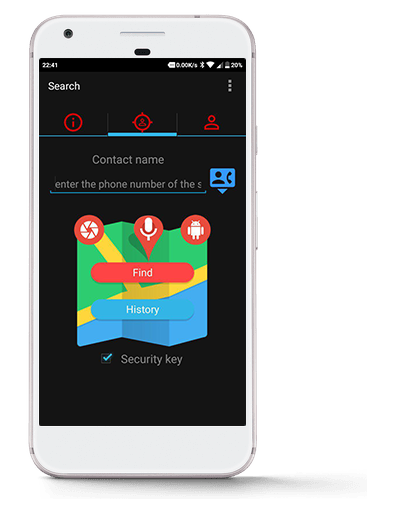 22:41 0.00K/s 20%
Search
Contact name
enter the phone number of the s
Find
History
Security key